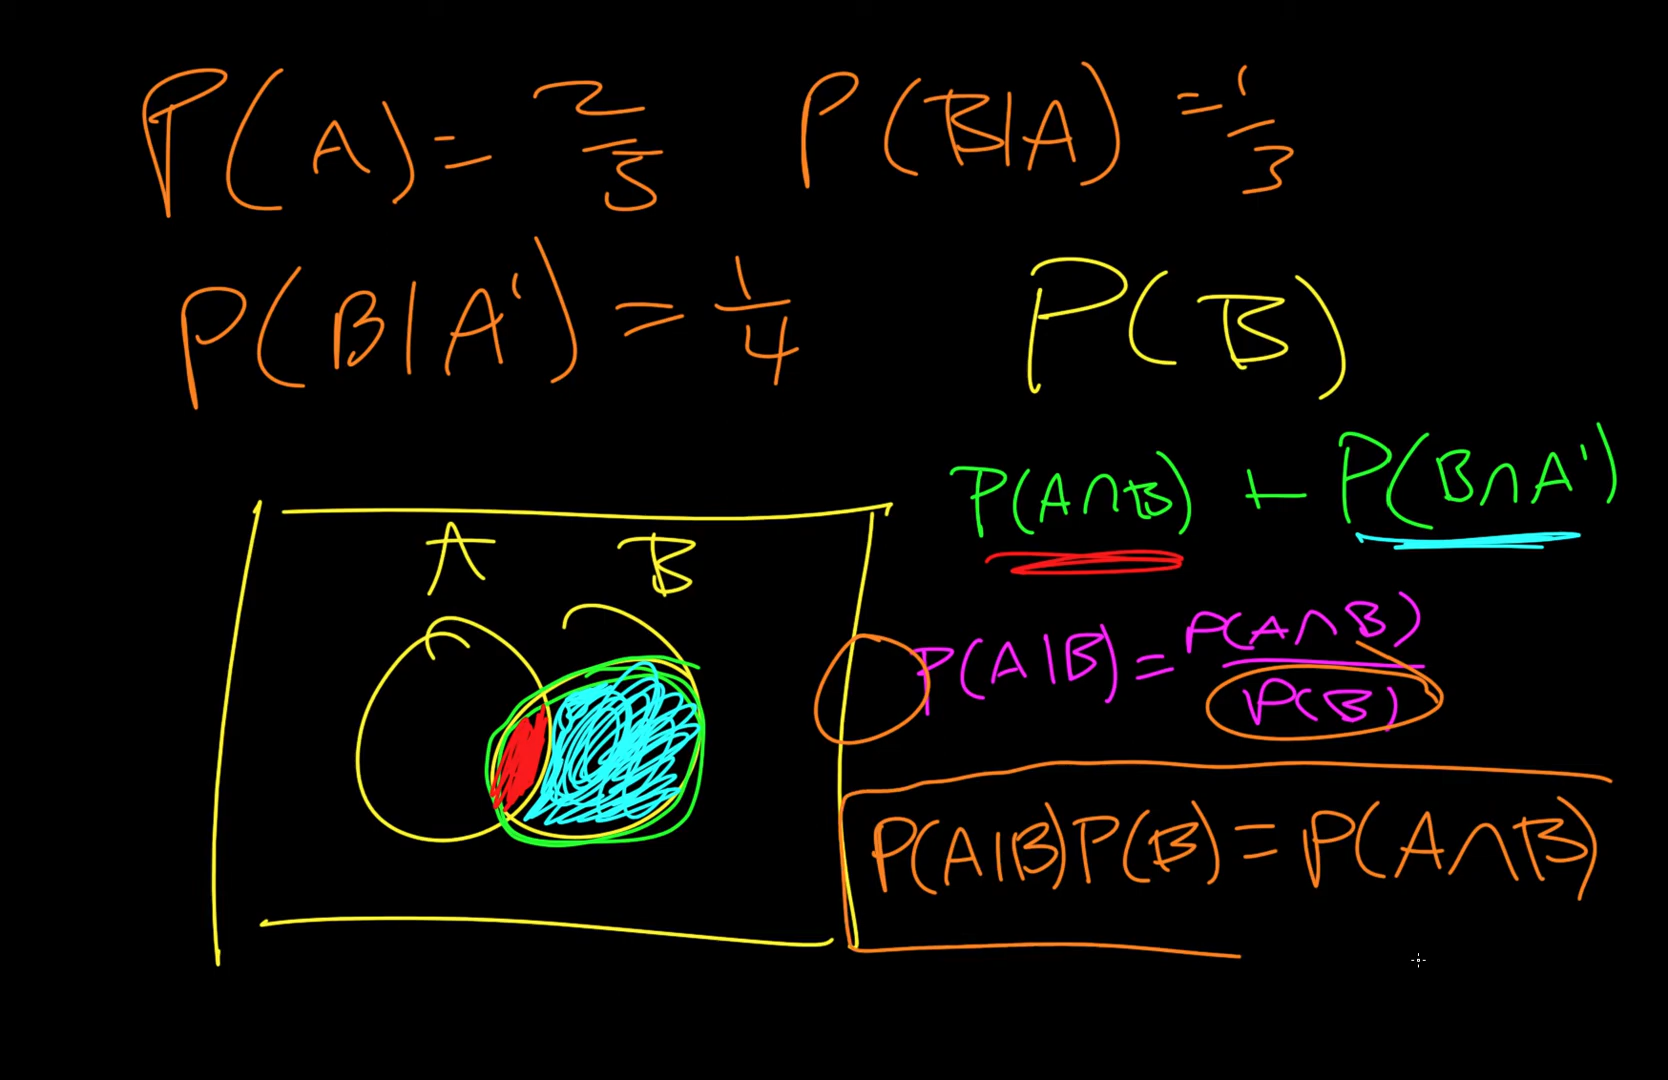 P(A) = 2/5 P(B|A) = 1/3
P(B|A') = 1/4 P(B)
P(A∩B) + P(B∩A')
A B
P(A|B) = P(A∩B)/P(B)
P(A|B)P(B) = P(A∩B)